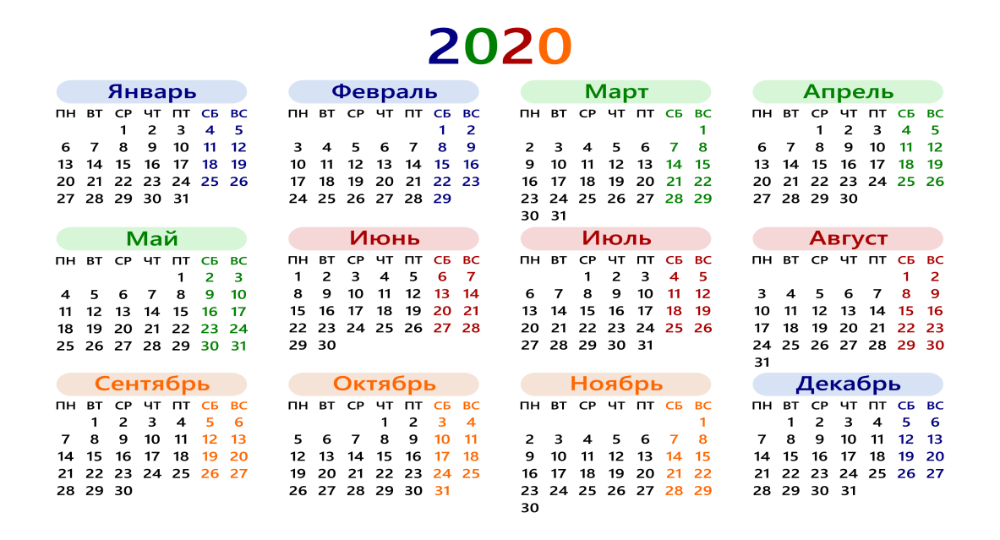 2020
Январь
ПН ВТ СР ЧТ ПТ СБ ВС
1 2 3 4 5
6 7 8 9 10 11 12
13 14 15 16 17 18 19
20 21 22 23 24 25 26
27 28 29 30 31
Февраль
ПН ВТ СР ЧТ ПТ СБ ВС
1 2
3 4 5 6 7 8 9
10 11 12 13 14 15 16
17 18 19 20 21 22 23
24 25 26 27 28 29
Март
ПН ВТ СР ЧТ ПТ СБ ВС
1
2 3 4 5 6 7 8
9 10 11 12 13 14 15
16 17 18 19 20 21 22
23 24 25 26 27 28 29
30 31
Апрель
ПН ВТ СР ЧТ ПТ СБ ВС
1 2 3 4 5
6 7 8 9 10 11 12
13 14 15 16 17 18 19
20 21 22 23 24 25 26
27 28 29 30
Май
ПН ВТ СР ЧТ ПТ СБ ВС
1 2 3
4 5 6 7 8 9 10
11 12 13 14 15 16 17
18 19 20 21 22 23 24
25 26 27 28 29 30 31
Июнь
ПН ВТ СР ЧТ ПТ СБ ВС
1 2 3 4 5 6 7
8 9 10 11 12 13 14
15 16 17 18 19 20 21
22 23 24 25 26 27 28
29 30
Июль
ПН ВТ СР ЧТ ПТ СБ ВС
1 2 3 4 5
6 7 8 9 10 11 12
13 14 15 16 17 18 19
20 21 22 23 24 25 26
27 28 29 30 31
Август
ПН ВТ СР ЧТ ПТ СБ ВС
1 2
3 4 5 6 7 8 9
10 11 12 13 14 15 16
17 18 19 20 21 22 23
24 25 26 27 28 29 30
31
Сентябрь
ПН ВТ СР ЧТ ПТ СБ ВС
1 2 3 4 5 6
7 8 9 10 11 12 13
14 15 16 17 18 19 20
21 22 23 24 25 26 27
28 29 30
Октябрь
ПН ВТ СР ЧТ ПТ СБ ВС
1 2 3 4
5 6 7 8 9 10 11
12 13 14 15 16 17 18
19 20 21 22 23 24 25
26 27 28 29 30 31
Ноябрь
ПН ВТ СР ЧТ ПТ СБ ВС
1
2 3 4 5 6 7 8
9 10 11 12 13 14 15
16 17 18 19 20 21 22
23 24 25 26 27 28 29
30
Декабрь
ПН ВТ СР ЧТ ПТ СБ ВС
1 2 3 4 5 6
7 8 9 10 11 12 13
14 15 16 17 18 19 20
21 22 23 24 25 26 27
28 29 30 31